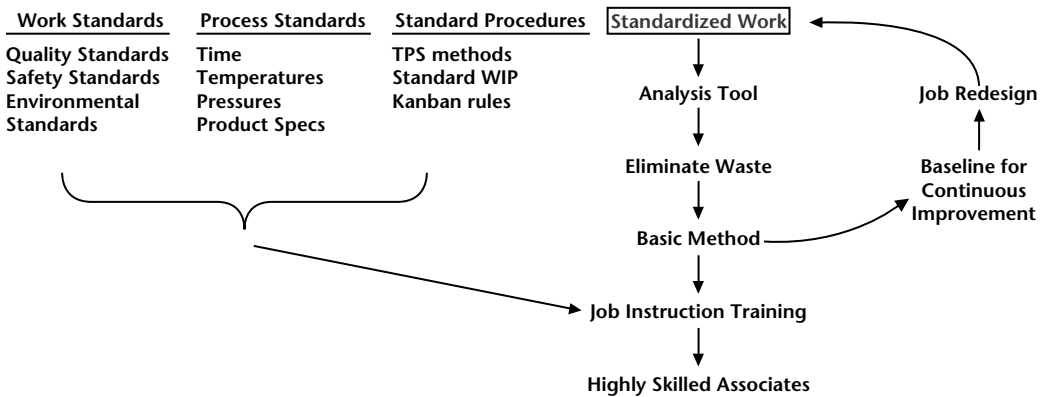 Work Standards
Quality Standards
Safety Standards
Environmental
Standards
Process Standards
Time
Temperatures
Pressures
Product Specs
Standard Procedures
TPS methods
Standard WIP
Kanban rules
Standardized Work
Analysis Tool
Eliminate Waste
Basic Method
Job Instruction Training
Highly Skilled Associates
Baseline for
Continuous
Improvement
Job Redesign